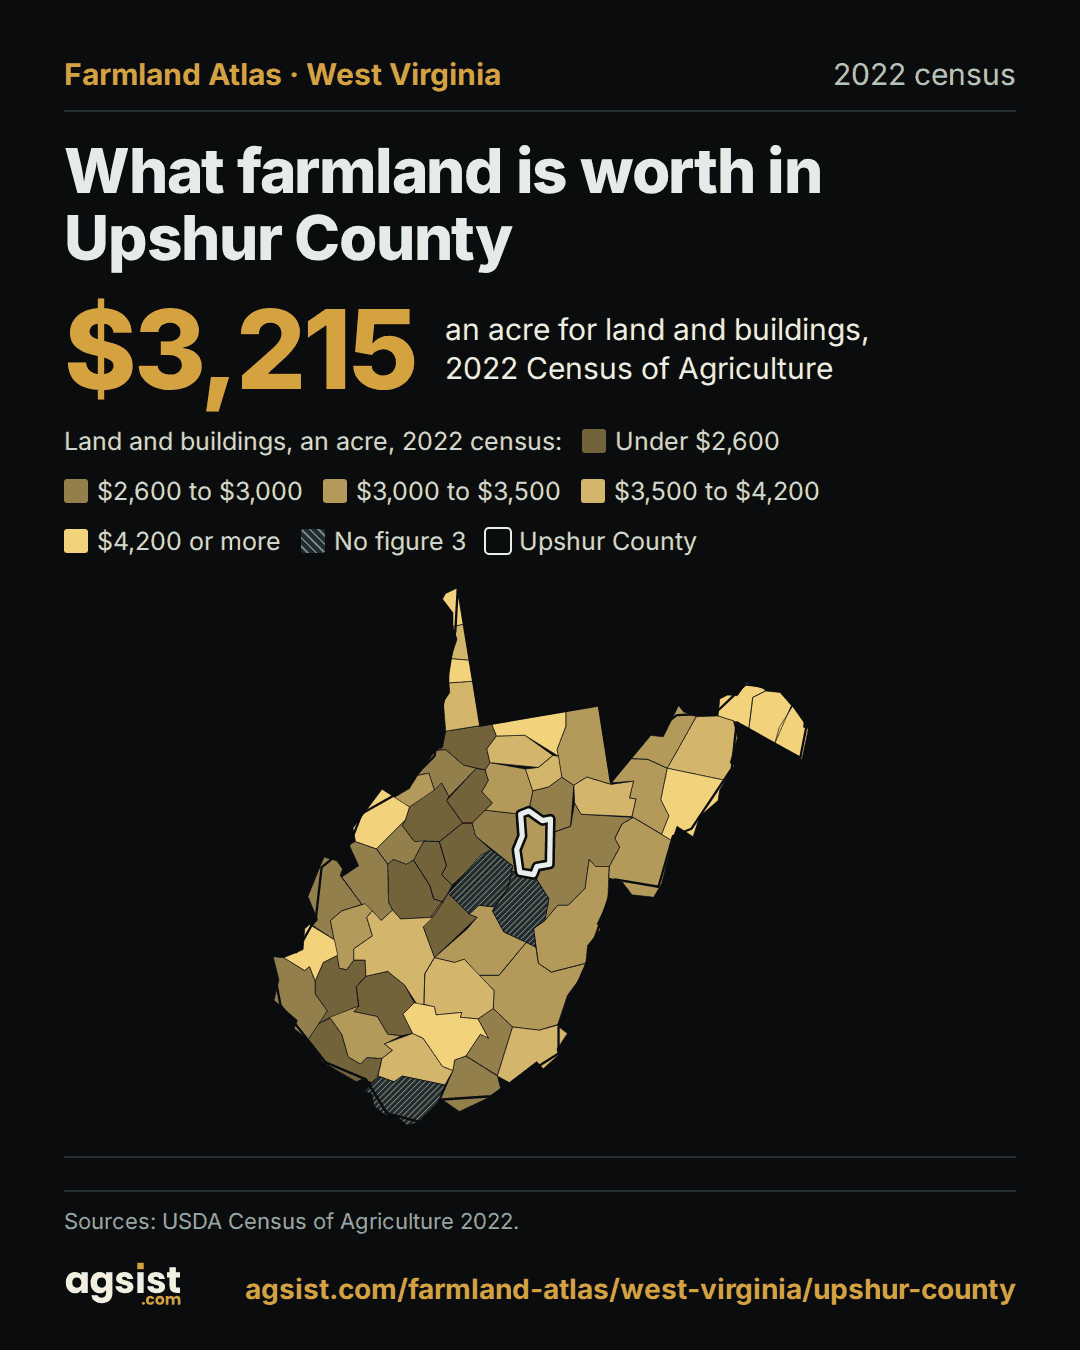 Farmland Atlas · West Virginia
2022 census
What farmland is worth in
Upshur County
$3,215
an acre for land and buildings,
2022 Census of Agriculture
Land and buildings, an acre, 2022 census: Under $2,600
$2,600 to $3,000 $3,000 to $3,500 $3,500 to $4,200
$4,200 or more No figure 3 Upshur County
Sources: USDA Census of Agriculture 2022.
agsist
.com
agsist.com/farmland-atlas/west-virginia/upshur-county